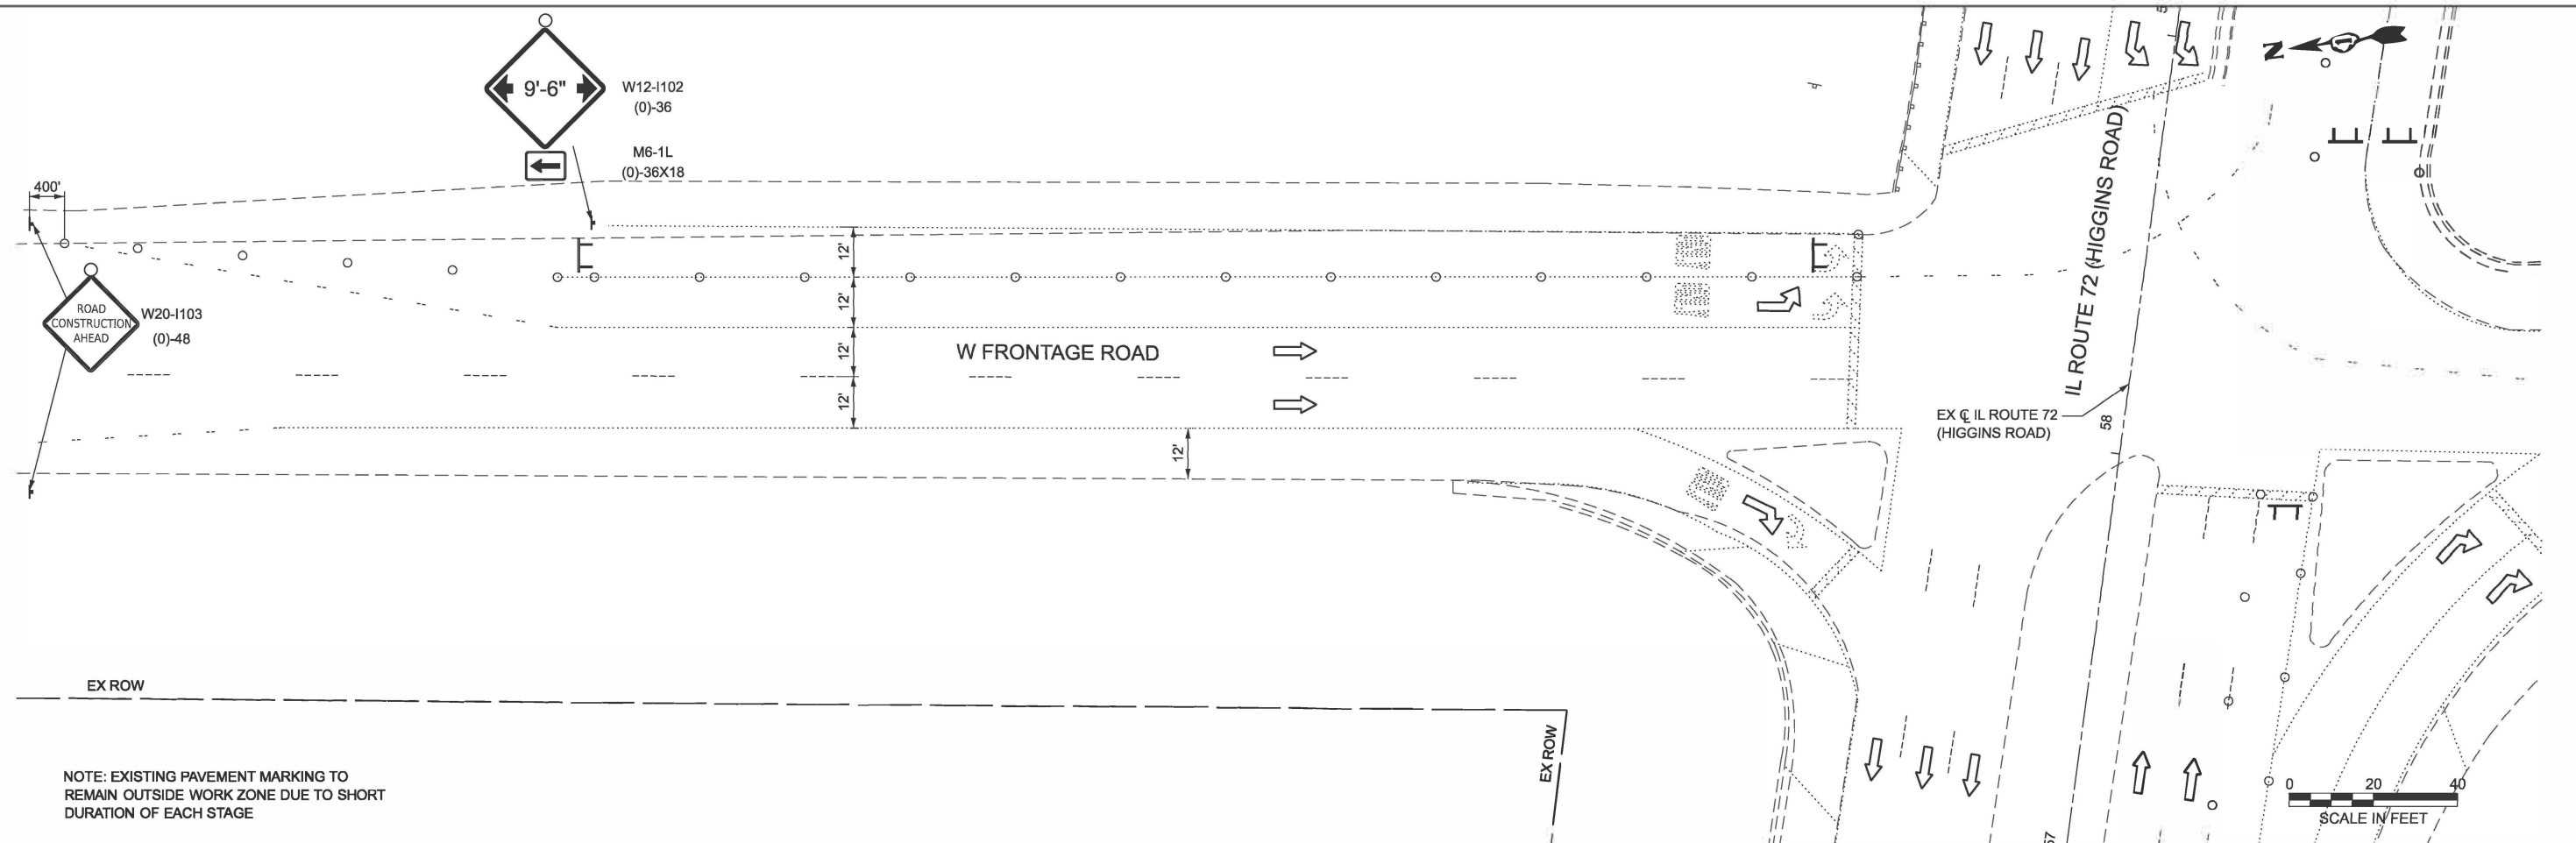 9'-6"
W12-I102
(0)-36
M6-1L
(0)-36X18
400'
ROAD
CONSTRUCTION
AHEAD
W20-I103
(0)-48
12'
12'
12'
12'
12'
W FRONTAGE ROAD
IL ROUTE 72 (HIGGINS ROAD)
N
EX ℄ IL ROUTE 72
(HIGGINS ROAD)
58
EX ROW
EX ROW
NOTE: EXISTING PAVEMENT MARKING TO
REMAIN OUTSIDE WORK ZONE DUE TO SHORT
DURATION OF EACH STAGE
0 20 40
SCALE IN FEET